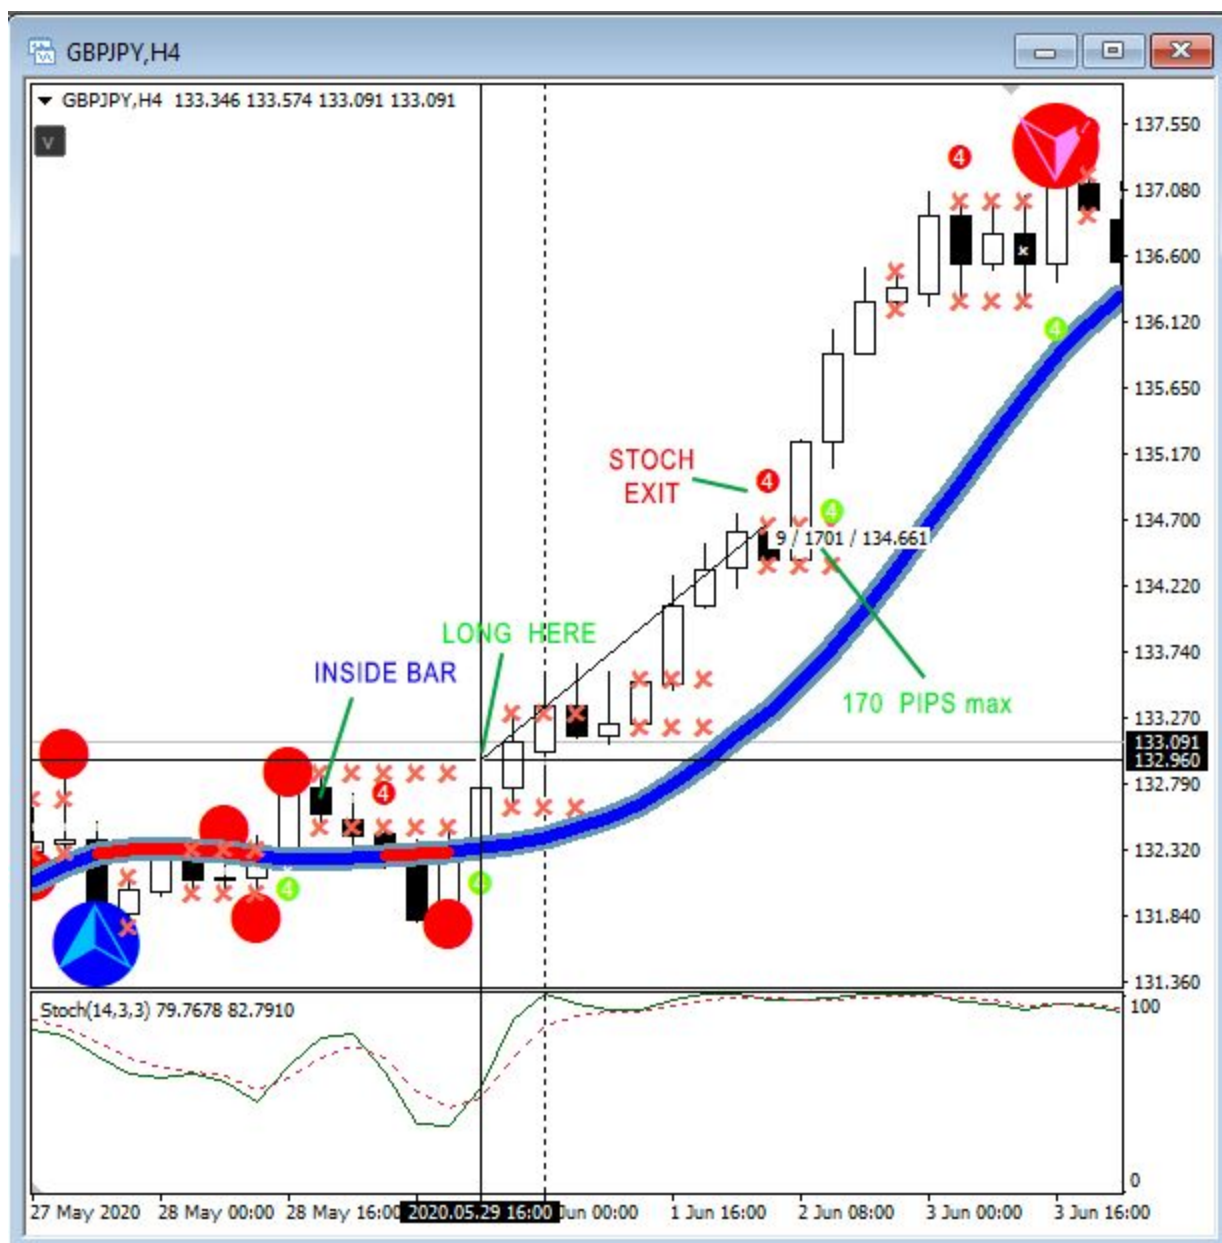 GBPJPY,H4
GBPJPY,H4 133.346 133.574 133.091 133.091
v
137.550
4
137.080
136.600
136.120
4
135.650
STOCH
EXIT
4
135.170
4
134.700
9 / 1701 / 134.661
134.220
LONG HERE
133.740
INSIDE BAR
170 PIPS max
133.270
133.091
132.960
4
132.790
132.320
4
4
131.840
131.360
Stoch(14,3,3) 79.7678 82.7910
100
0
27 May 2020 28 May 00:00 28 May 16:00 2020.05.29 16:00 Jun 00:00 1 Jun 16:00 2 Jun 08:00 3 Jun 00:00 3 Jun 16:00